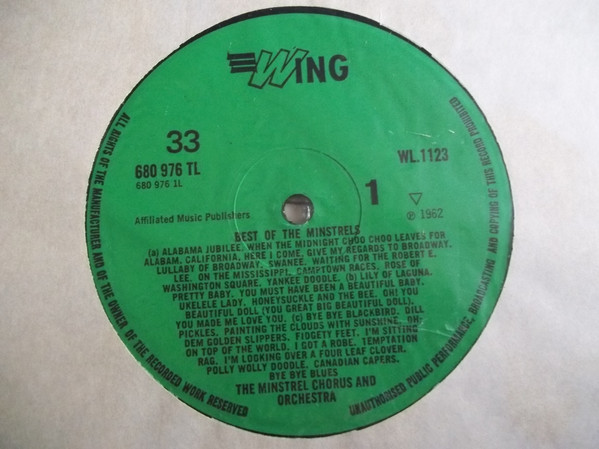 WING
33
680 976 TL
680 976 1L
WL.1123
1
Affiliated Music Publishers
℗ 1962
BEST OF THE MINSTRELS
(a) ALABAMA JUBILEE. WHEN THE MIDNIGHT CHOO CHOO LEAVES FOR
ALABAM. CALIFORNIA, HERE I COME, GIVE MY REGARDS TO BROADWAY.
LULLABY OF BROADWAY. SWANEE. WAITING FOR THE ROBERT E.
LEE. ON THE MISSISSIPPI. CAMPTOWN RACES. ROSE OF
WASHINGTON SQUARE. YANKEE DOODLE. (b) LILY OF LAGUNA.
PRETTY BABY. YOU MUST HAVE BEEN A BEAUTIFUL BABY.
UKELELE LADY. HONEYSUCKLE AND THE BEE. OH! YOU
BEAUTIFUL DOLL (YOU GREAT BIG BEAUTIFUL DOLL).
YOU MADE ME LOVE YOU. (c) BYE BYE BLACKBIRD. DILL
PICKLES. PAINTING THE CLOUDS WITH SUNSHINE. OH,
DEM GOLDEN SLIPPERS. FIDGETY FEET. I'M SITTING
ON TOP OF THE WORLD. I GOT A ROBE. TEMPTATION
RAG. I'M LOOKING OVER A FOUR LEAF CLOVER.
POLLY WOLLY DOODLE. CANADIAN CAPERS.
BYE BYE BLUES
THE MINSTREL CHORUS AND
ORCHESTRA
ALL RIGHTS OF THE MANUFACTURER AND OF THE OWNER OF THE RECORDED WORK RESERVED
UNAUTHORISED PUBLIC PERFORMANCE, BROADCASTING AND COPYING OF THIS RECORD PROHIBITED